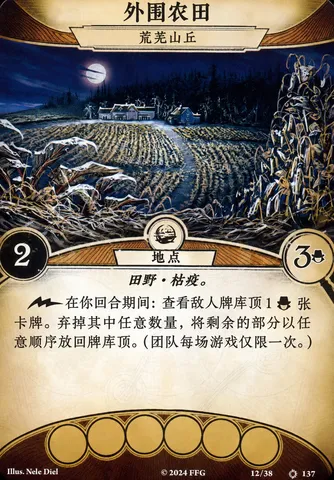 外围农田
荒芜山丘
2
地点
3
田野·枯疫。
在你回合期间：查看敌人牌库顶 1 张
卡牌。弃掉其中任意数量，将剩余的部分以任
意顺序放回牌库顶。（团队每场游戏仅限一次。）
Illus. Nele Diel
© 2024 FFG
12/38
137